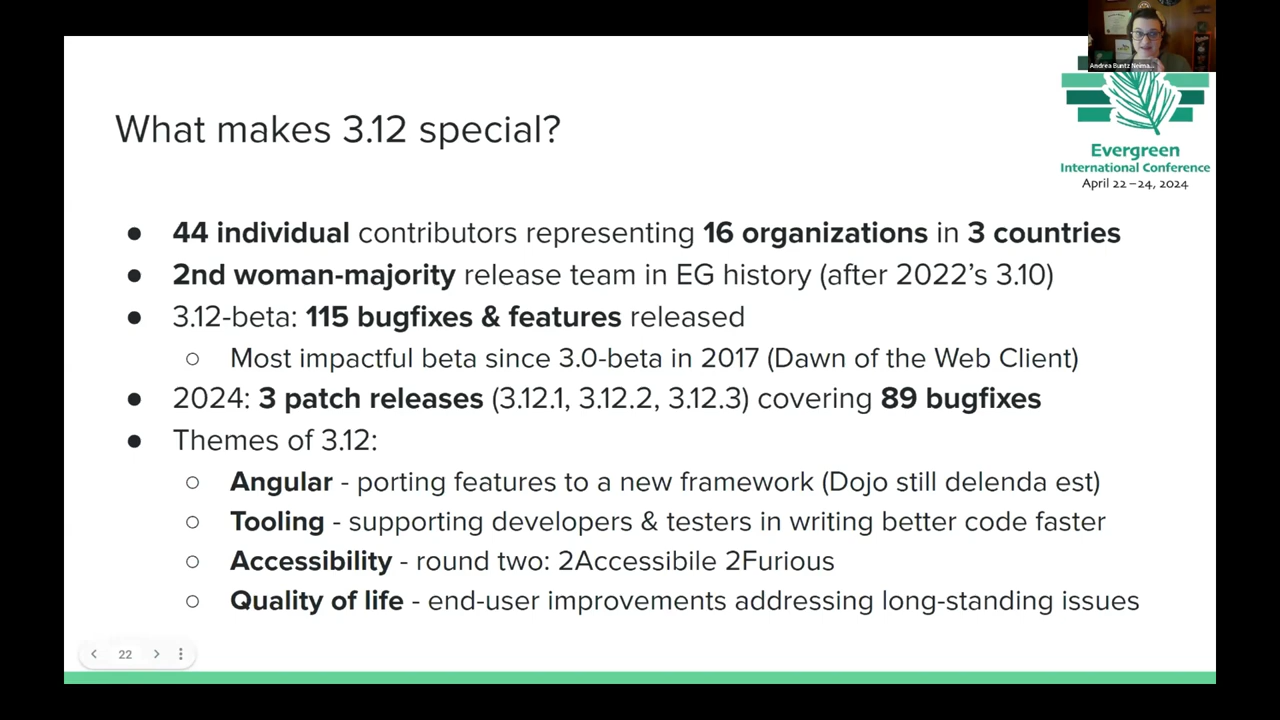 Andrea Buntz Neima...
What makes 3.12 special?
Evergreen
International Conference
April 22–24, 2024
● 44 individual contributors representing 16 organizations in 3 countries
● 2nd woman-majority release team in EG history (after 2022's 3.10)
● 3.12-beta: 115 bugfixes & features released
○ Most impactful beta since 3.0-beta in 2017 (Dawn of the Web Client)
● 2024: 3 patch releases (3.12.1, 3.12.2, 3.12.3) covering 89 bugfixes
● Themes of 3.12:
○ Angular - porting features to a new framework (Dojo still delenda est)
○ Tooling - supporting developers & testers in writing better code faster
○ Accessibility - round two: 2Accessibile 2Furious
○ Quality of life - end-user improvements addressing long-standing issues
22